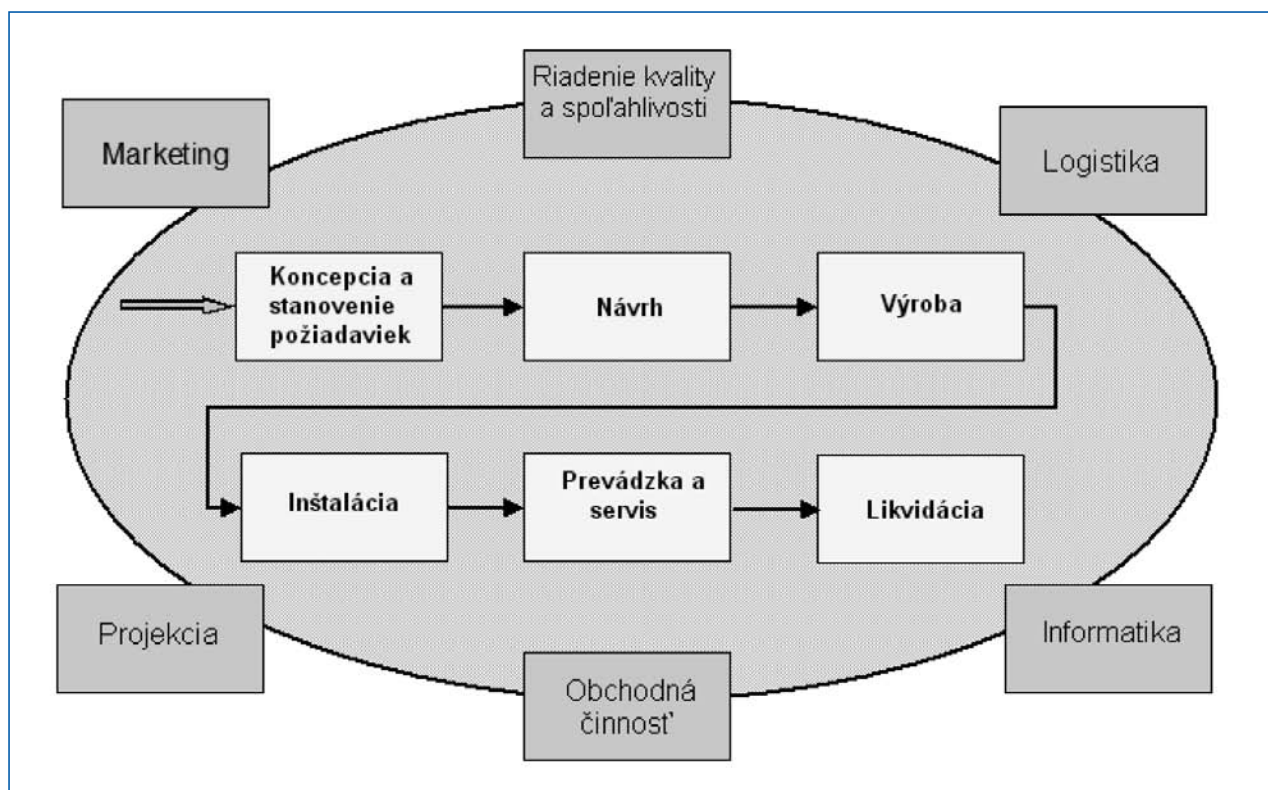 Riadenie kvality
a spoľahlivosti
Marketing
Logistika
Koncepcia a
stanovenie
požiadaviek
Návrh
Výroba
Inštalácia
Prevádzka a
servis
Likvidácia
Projekcia
Informatika
Obchodná
činnosť